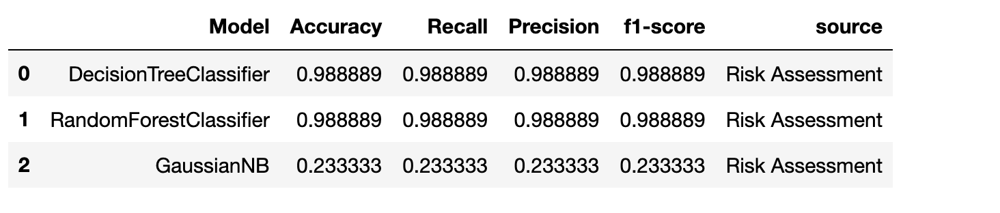 Model Accuracy Recall Precision f1-score source
0 DecisionTreeClassifier 0.988889 0.988889 0.988889 0.988889 Risk Assessment
1 RandomForestClassifier 0.988889 0.988889 0.988889 0.988889 Risk Assessment
2 GaussianNB 0.233333 0.233333 0.233333 0.233333 Risk Assessment